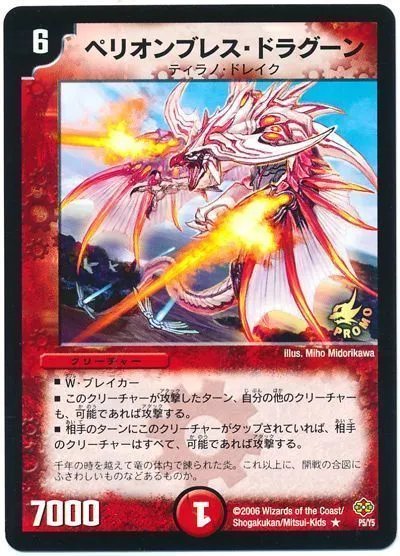 6
ペリオンブレス・ドラグーン
ティラノ・ドレイク
PROMO
Illus. Miho Midorikawa
クリーチャー
■ W・ブレイカー
■ このクリーチャーが攻撃したターン、自分の他のクリーチャー
も、可能であれば攻撃する。
■ 相手のターンにこのクリーチャーがタップされていれば、相手
のクリーチャーはすべて、可能であれば攻撃する。
千年の時を越えて竜の体内で錬られた炎。これ以上に、開戦の合図に
ふさわしいものなどあるものか。
7000
1
©2006 Wizards of the Coast/
Shogakukan/Mitsui-Kids ★ P5/Y5